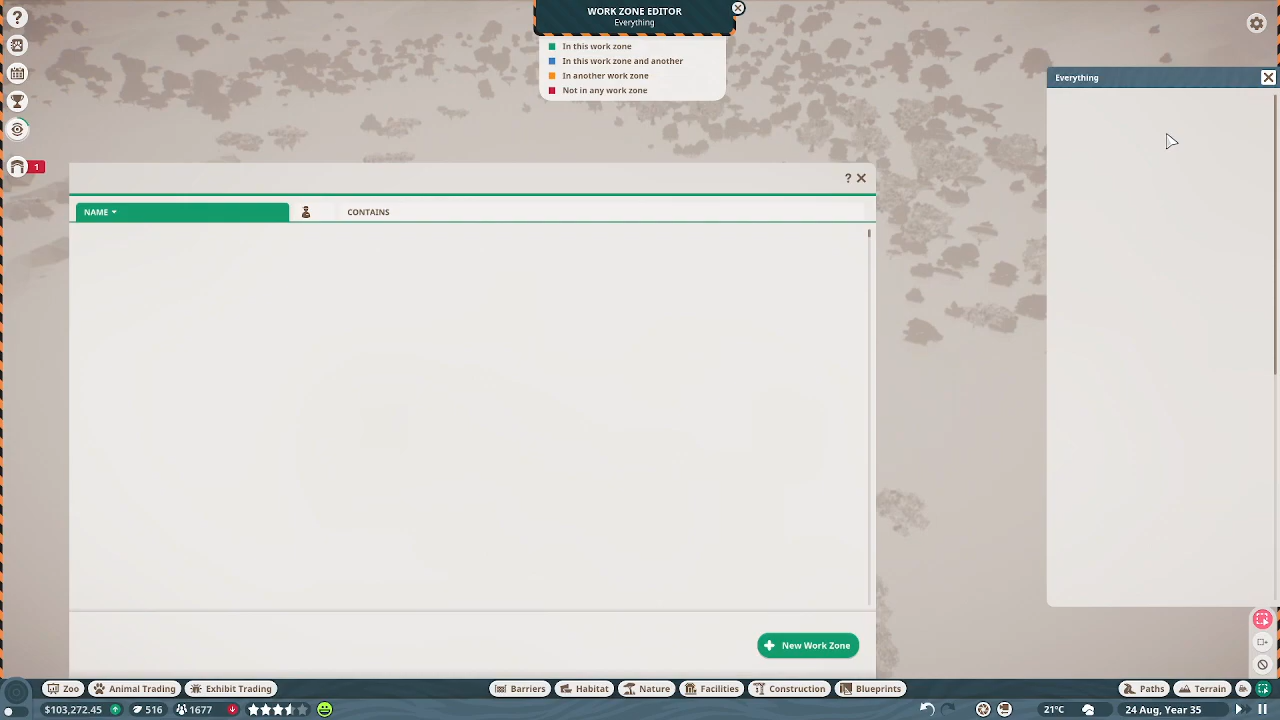 WORK ZONE EDITOR
Everything
In this work zone
In this work zone and another
In another work zone
Not in any work zone
Everything
1
?
NAME
CONTAINS
New Work Zone
Zoo
Animal Trading
Exhibit Trading
Barriers
Habitat
Nature
Facilities
Construction
Blueprints
Paths
Terrain
$103,272.45
516
1677
21°C
24 Aug, Year 35